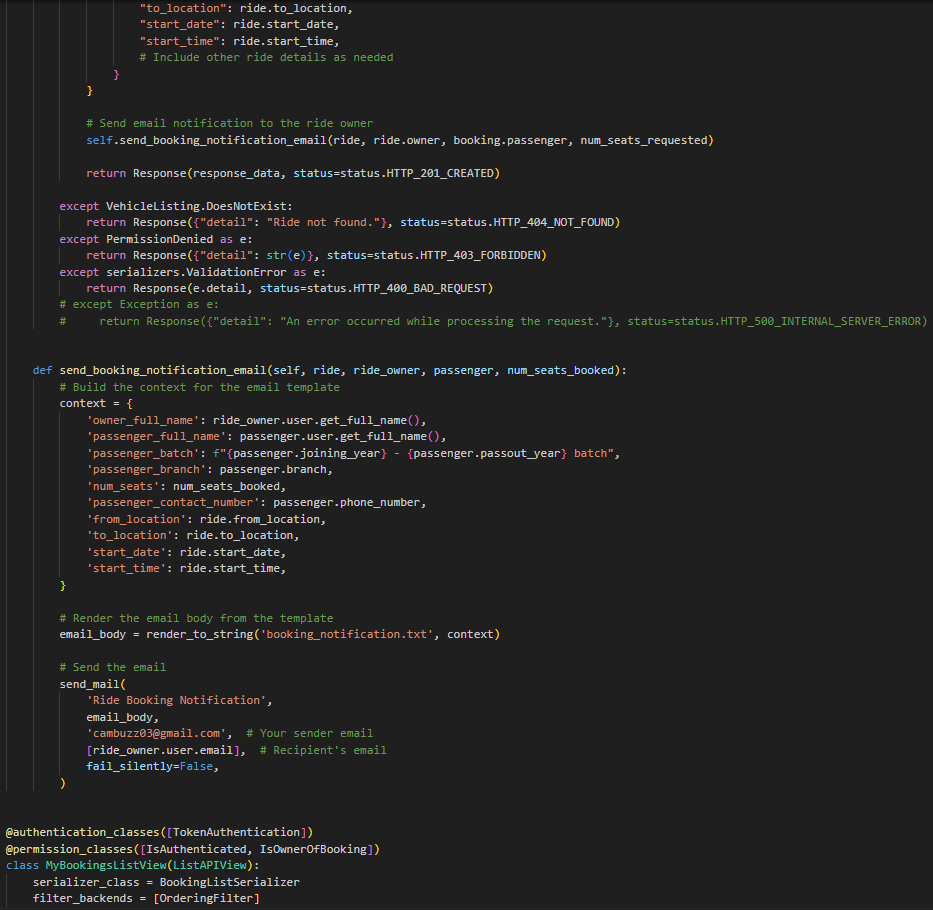 "to_location": ride.to_location,
"start_date": ride.start_date,
"start_time": ride.start_time,
# Include other ride details as needed
}
}
# Send email notification to the ride owner
self.send_booking_notification_email(ride, ride.owner, booking.passenger, num_seats_requested)
return Response(response_data, status=status.HTTP_201_CREATED)
except VehicleListing.DoesNotExist:
return Response({"detail": "Ride not found."}, status=status.HTTP_404_NOT_FOUND)
except PermissionDenied as e:
return Response({"detail": str(e)}, status=status.HTTP_403_FORBIDDEN)
except serializers.ValidationError as e:
return Response(e.detail, status=status.HTTP_400_BAD_REQUEST)
# except Exception as e:
#     return Response({"detail": "An error occurred while processing the request."}, status=status.HTTP_500_INTERNAL_SERVER_ERROR)
def send_booking_notification_email(self, ride, ride_owner, passenger, num_seats_booked):
# Build the context for the email template
context = {
'owner_full_name': ride_owner.user.get_full_name(),
'passenger_full_name': passenger.user.get_full_name(),
'passenger_batch': f"{passenger.joining_year} - {passenger.passout_year} batch",
'passenger_branch': passenger.branch,
'num_seats': num_seats_booked,
'passenger_contact_number': passenger.phone_number,
'from_location': ride.from_location,
'to_location': ride.to_location,
'start_date': ride.start_date,
'start_time': ride.start_time,
}
# Render the email body from the template
email_body = render_to_string('booking_notification.txt', context)
# Send the email
send_mail(
'Ride Booking Notification',
email_body,
'cambuzz03@gmail.com',  # Your sender email
[ride_owner.user.email],  # Recipient's email
fail_silently=False,
)
@authentication_classes([TokenAuthentication])
@permission_classes([IsAuthenticated, IsOwnerOfBooking])
class MyBookingsListView(ListAPIView):
serializer_class = BookingListSerializer
filter_backends = [OrderingFilter]